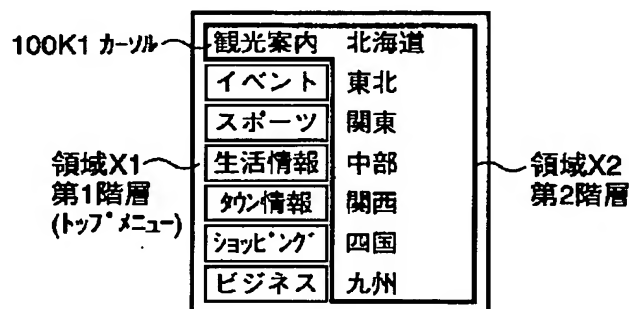 100K1 カーソル
観光案内 北海道
イベント 東北
スポーツ 関東
領域X1
第1階層
(トップメニュー)
生活情報 中部
タウン情報 関西
ショッピング 四国
ビジネス 九州
領域X2
第2階層